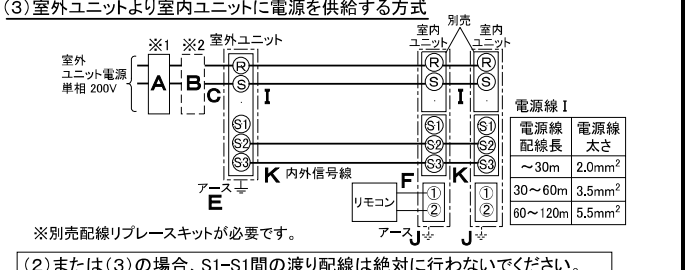 (3)室外ユニットより室内ユニットに電源を供給する方式
別売
※1 ※2 室外ユニット 室内ユニット 室内ユニット
室外
ユニット電源
単相 200V
A B C
R R R
S I S I S
S1 S1 S1
S2 S2 S2
S3 S3 S3
K 内外信号線 F K
アース
E
リモコン
① ①
② ②
アース J J
電源線 I
電源線配線長 電源線太さ
～30m 2.0mm²
30～60m 3.5mm²
60～120m 5.5mm²
※別売配線リプレースキットが必要です。
(2)または(3)の場合、S1-S1間の渡り配線は絶対に行わないでください。